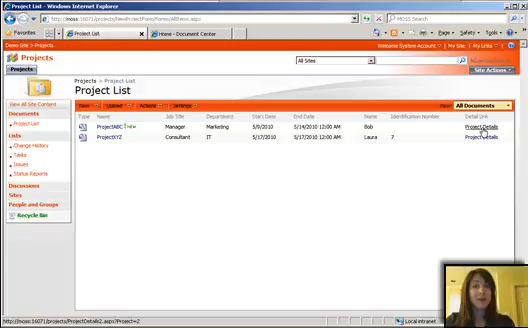 Project List - Windows Internet Explorer
http://moss:16071/projects/NewProjectForm/Forms/AllItems.aspx
MOSS Search
Favorites
Project List
Home - Document Center
Page
Safety
Tools
Demo Site > Projects
Welcome System Account
My Site
My Links
Projects
All Sites
Projects
Site Actions
Projects > Project List
Project List
View All Site Content
Documents
Project List
Lists
Change History
Tasks
Issues
Status Reports
Discussions
Sites
People and Groups
Recycle Bin
New Upload Actions Settings
View: All Documents
Type Name Job Title Department Start Date End Date Name Identification Number Detail Link
ProjectABC NEW Manager Marketing 5/9/2010 5/14/2010 12:00 AM Bob Project Details
ProjectXYZ Consultant IT 5/17/2010 5/17/2010 12:00 AM Laura 7 Project Details
http://moss:16071/projects/ProjectDetails2.aspx?Project=2
Local intranet